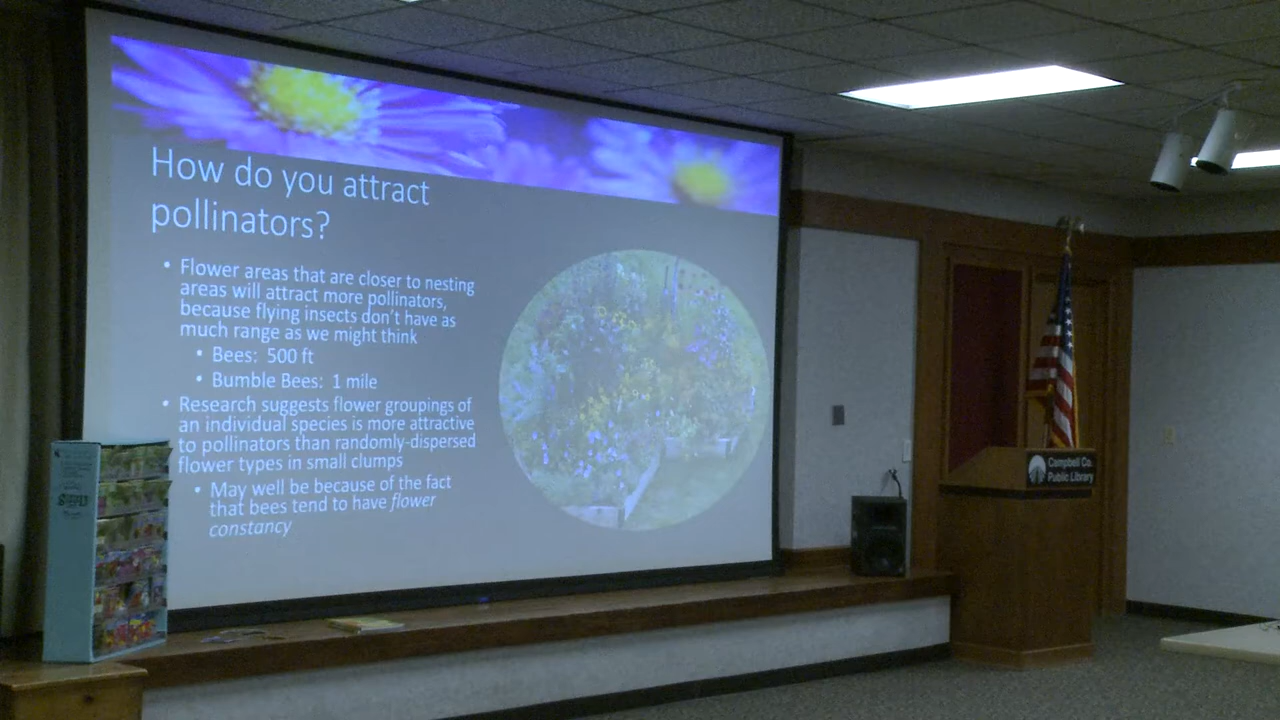 How do you attract
pollinators?
• Flower areas that are closer to nesting
areas will attract more pollinators,
because flying insects don't have as
much range as we might think
• Bees: 500 ft
• Bumble Bees: 1 mile
• Research suggests flower groupings of
an individual species is more attractive
to pollinators than randomly-dispersed
flower types in small clumps
• May well be because of the fact
that bees tend to have flower
constancy
Campbell Co.
Public Library